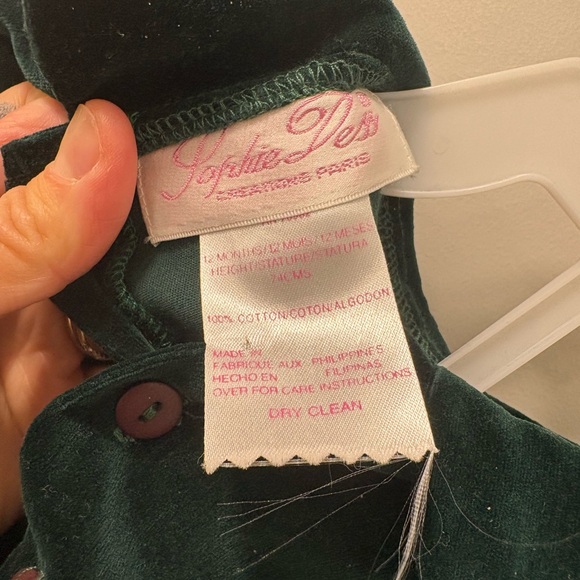 Sophie Dess
CREATIONS PARIS
12 MONTHS/12 MOIS/12 MESES
HEIGHT/STATURE/STATURA
74CMS
100% COTTON/COTON/ALGODON
MADE IN
FABRIQUE AUX PHILIPPINES
HECHO EN FILIPINAS
OVER FOR CARE INSTRUCTIONS
DRY CLEAN